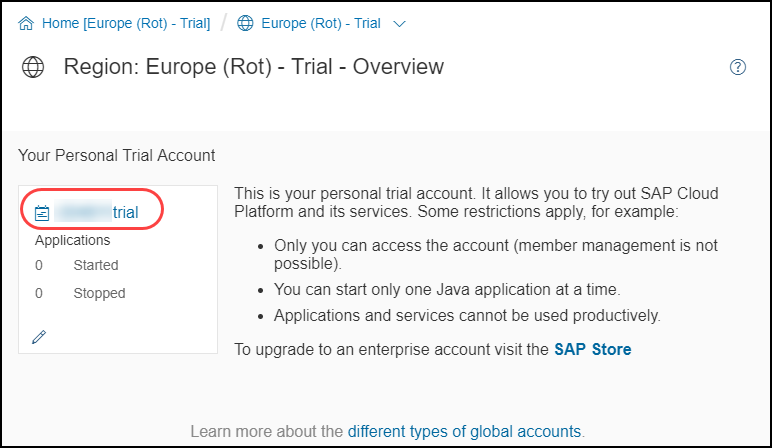 Home [Europe (Rot) - Trial] / Europe (Rot) - Trial
Region: Europe (Rot) - Trial - Overview
Your Personal Trial Account
trial
Applications
0 Started
0 Stopped
This is your personal trial account. It allows you to try out SAP Cloud
Platform and its services. Some restrictions apply, for example:
• Only you can access the account (member management is not
possible).
• You can start only one Java application at a time.
• Applications and services cannot be used productively.
To upgrade to an enterprise account visit the SAP Store
Learn more about the different types of global accounts.